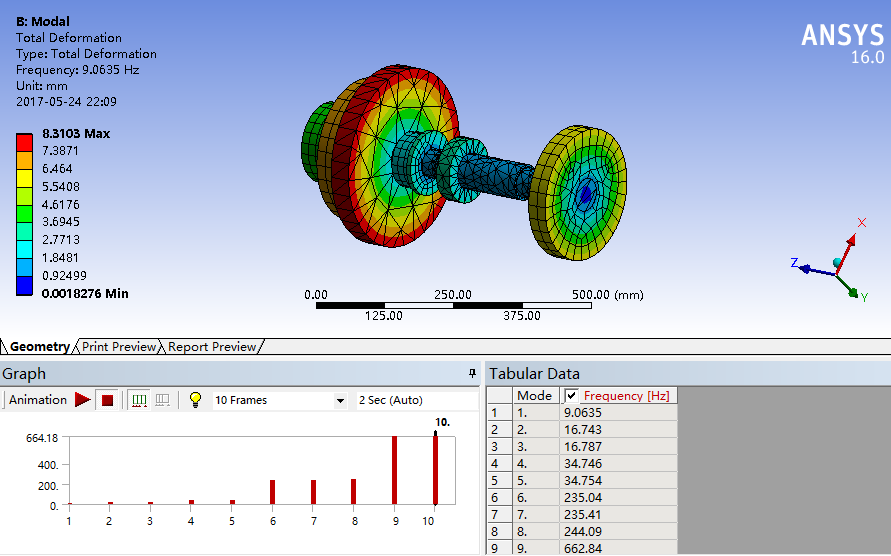 B: Modal
Total Deformation
Type: Total Deformation
Frequency: 9.0635 Hz
Unit: mm
2017-05-24 22:09
ANSYS
16.0
8.3103 Max
7.3871
6.464
5.5408
4.6176
3.6945
2.7713
1.8481
0.92499
0.0018276 Min
0.00 250.00 500.00 (mm)
125.00 375.00
X
Z
Y
Geometry Print Preview Report Preview
Graph
Animation 10 Frames 2 Sec (Auto)
10.
664.18
400.
200.
0.
1 2 3 4 5 6 7 8 9 10
Tabular Data
Mode Frequency [Hz]
1 1. 9.0635
2 2. 16.743
3 3. 16.787
4 4. 34.746
5 5. 34.754
6 6. 235.04
7 7. 235.41
8 8. 244.09
9 9. 662.84